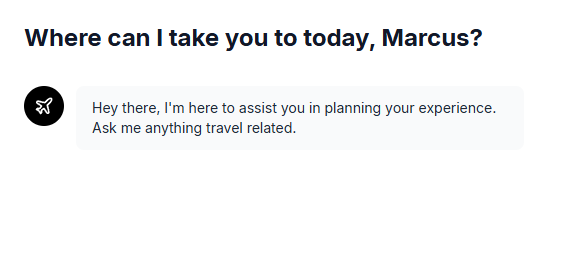 Where can I take you to today, Marcus?
Hey there, I'm here to assist you in planning your experience.
Ask me anything travel related.